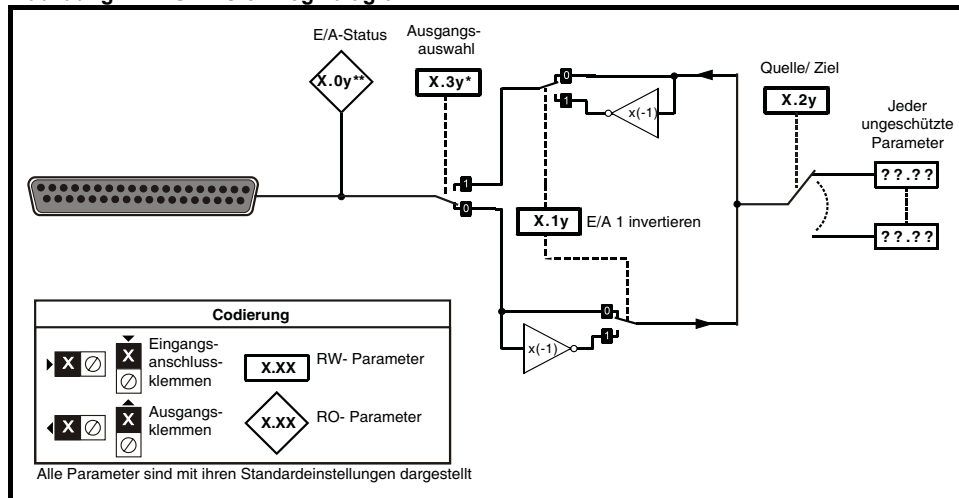 E/A-Status
Ausgangs-
auswahl
X.0y**
X.3y*
0
1
x(-1)
Quelle/ Ziel
X.2y
Jeder
ungeschützte
Parameter
??.??
??.??
1
0
X.1y
E/A 1 invertieren
0
1
x(-1)
Codierung
X
X
Eingangs-
anschluss-
klemmen
X.XX
RW- Parameter
X
X
Ausgangs-
klemmen
X.XX
RO- Parameter
Alle Parameter sind mit ihren Standardeinstellungen dargestellt